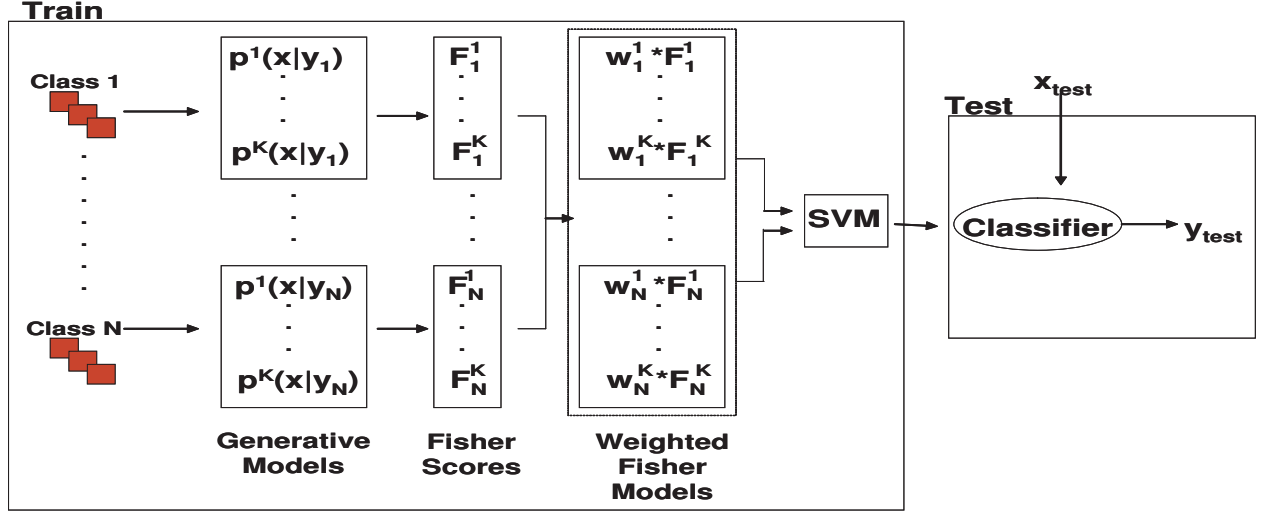 Train
Class 1
p¹(x|y₁)
pᴷ(x|y₁)
F₁¹
F₁ᴷ
w₁¹*F₁¹
w₁ᴷ*F₁ᴷ
Class N
p¹(x|y_N)
pᴷ(x|y_N)
F_N¹
F_Nᴷ
w_N¹*F_N¹
w_Nᴷ*F_Nᴷ
Generative
Models
Fisher
Scores
Weighted
Fisher
Models
SVM
Test
x_test
Classifier
y_test